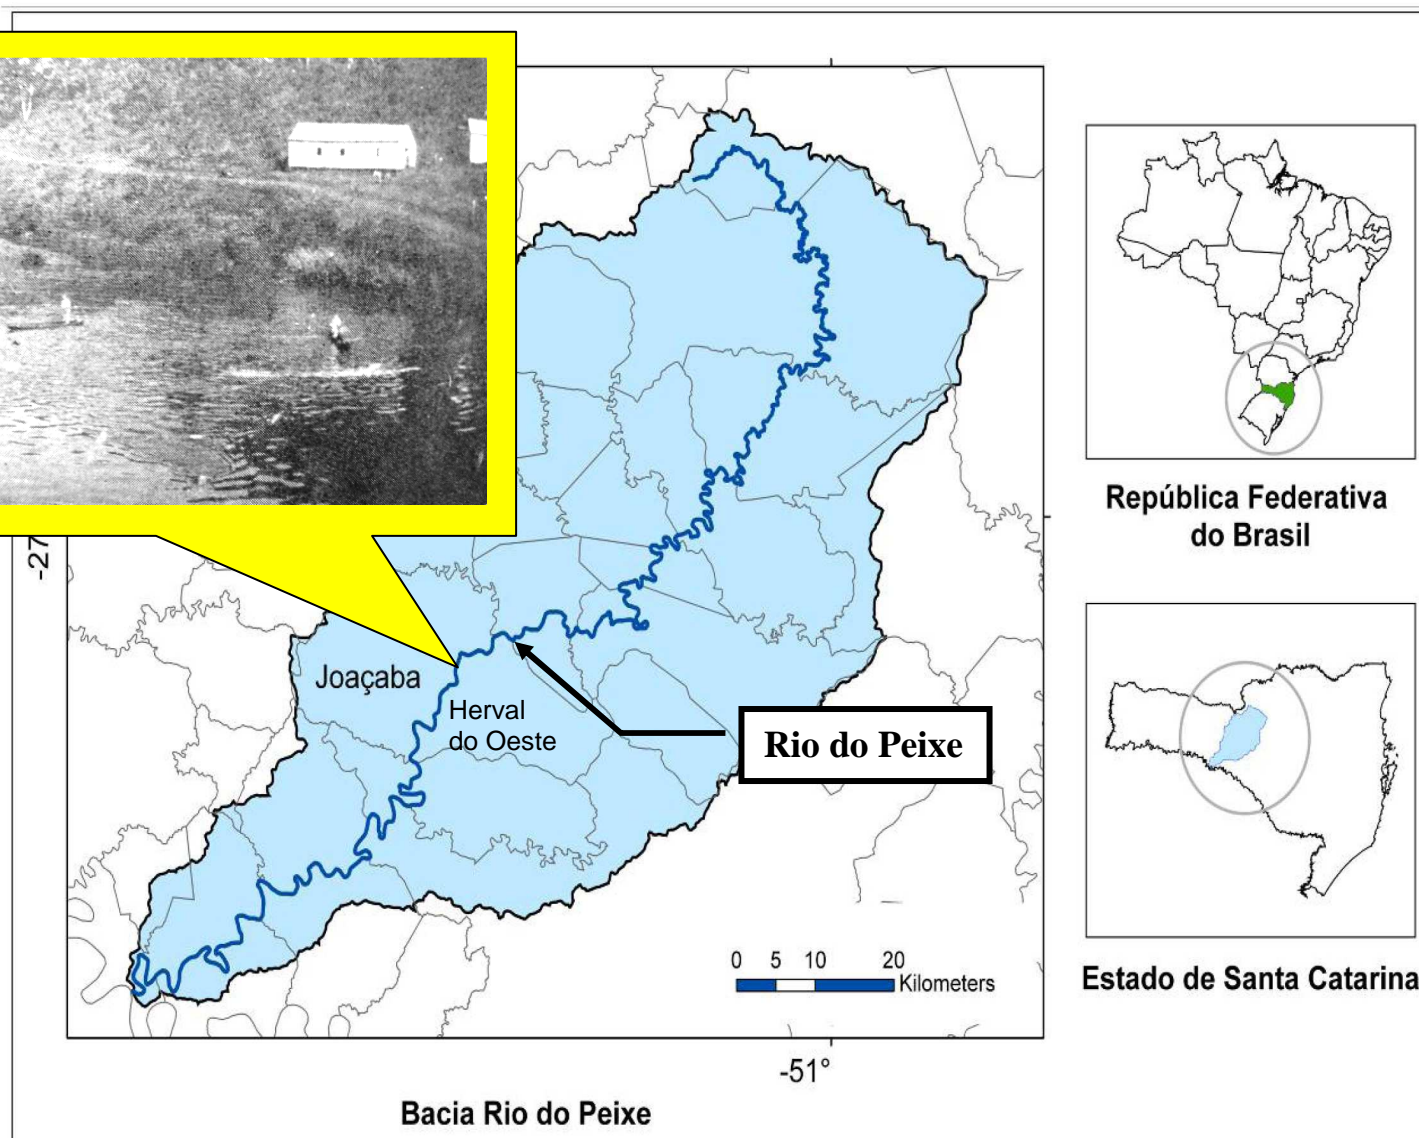 República Federativa
do Brasil
-27
Joaçaba
Herval
do Oeste
Rio do Peixe
0 5 10 20
Kilometers
Estado de Santa Catarina
-51°
Bacia Rio do Peixe